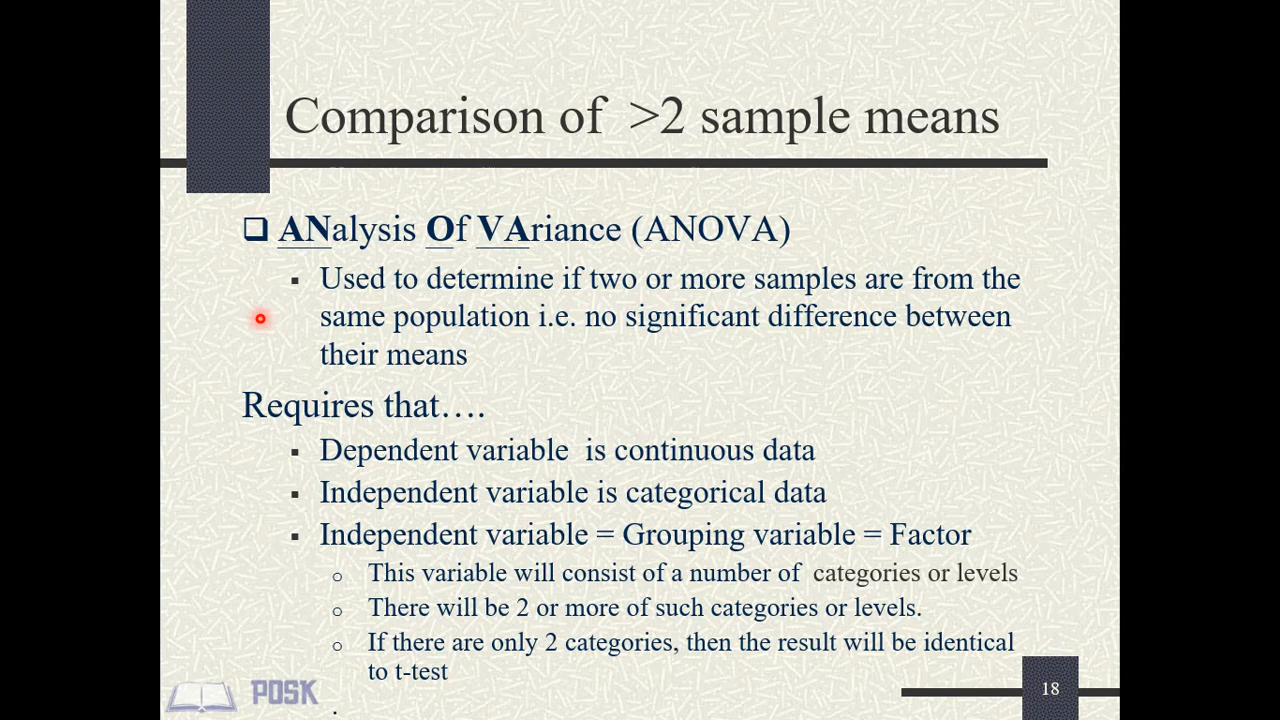 Comparison of >2 sample means
ANalysis Of VAriance (ANOVA)
Used to determine if two or more samples are from the
same population i.e. no significant difference between
their means
Requires that….
Dependent variable is continuous data
Independent variable is categorical data
Independent variable = Grouping variable = Factor
This variable will consist of a number of categories or levels
There will be 2 or more of such categories or levels.
If there are only 2 categories, then the result will be identical
to t-test
.
POSK
18